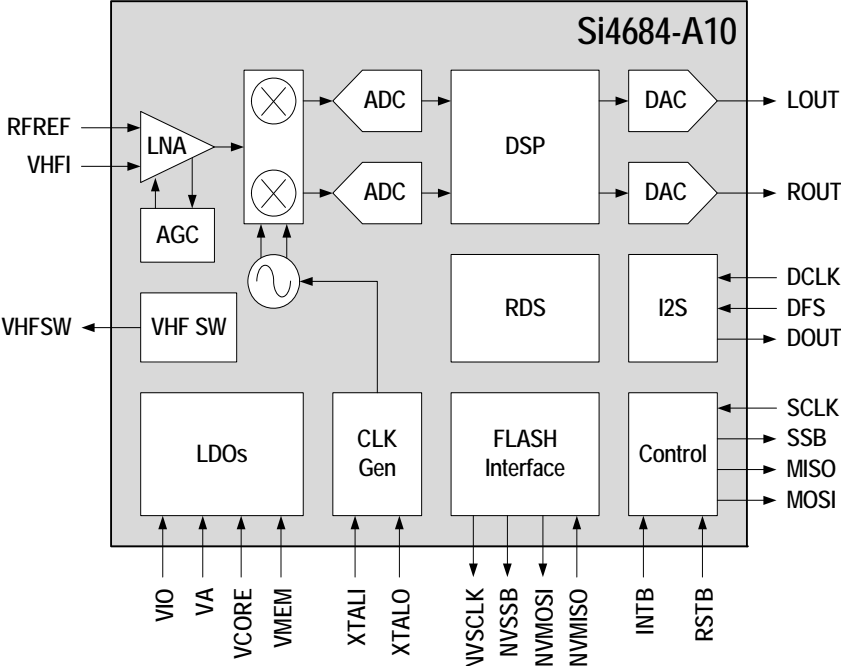 Si4684-A10
RFREF
VHFI
LNA
AGC
ADC
ADC
DSP
DAC
DAC
LOUT
ROUT
VHFSW
VHF SW
RDS
I2S
DCLK
DFS
DOUT
LDOs
CLK
Gen
FLASH
Interface
Control
SCLK
SSB
MISO
MOSI
VIO
VA
VCORE
VMEM
XTALI
XTALO
NVSCLK
NVSSB
NVMOSI
NVMISO
INTB
RSTB